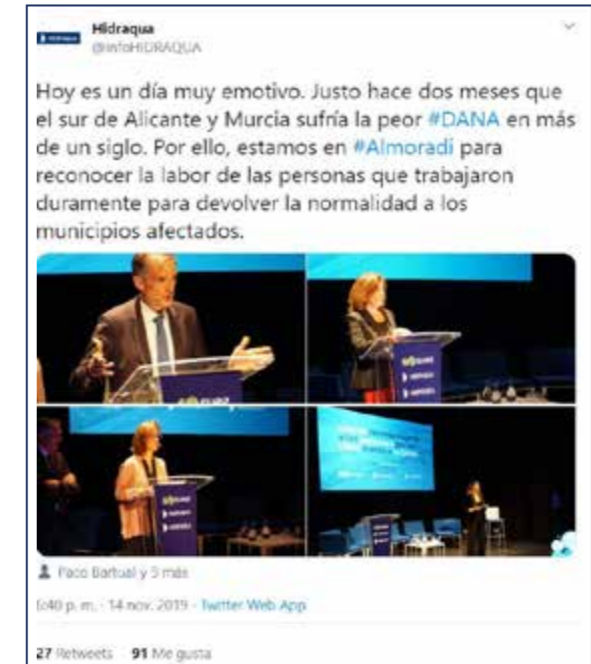 Hidraqua
@infoHIDRAQUA
Hoy es un día muy emotivo. Justo hace dos meses que
el sur de Alicante y Murcia sufría la peor #DANA en más
de un siglo. Por ello, estamos en #Almoradí para
reconocer la labor de las personas que trabajaron
duramente para devolver la normalidad a los
municipios afectados.
suez
Paco Bartual y 3 más
6:40 p. m. · 14 nov. 2019 · Twitter Web App
27 Retweets 91 Me gusta